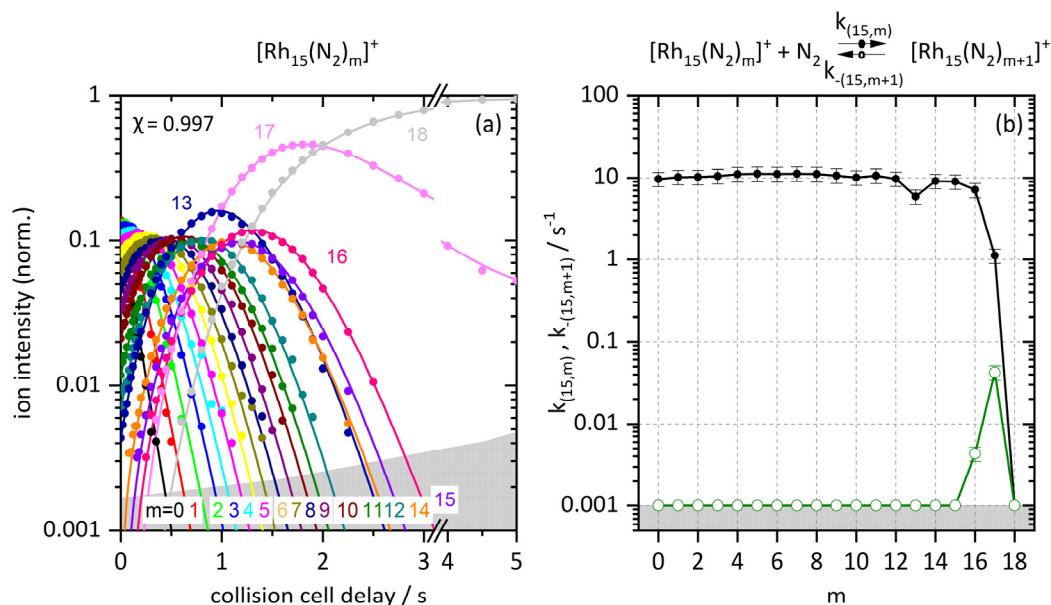 [Rh₁₅(N₂)ₘ]⁺
χ = 0.997
(a)
17
18
13
16
15
m=0 1 2 3 4 5 6 7 8 9 10 11 12 14
ion intensity (norm.)
1
0.1
0.01
0.001
0 1 2 3 4 5
collision cell delay / s
k(15,m)
[Rh₁₅(N₂)ₘ]⁺ + N₂ [Rh₁₅(N₂)ₘ₊₁]⁺
k-(15,m+1)
(b)
k(15,m) , k-(15,m+1) / s⁻¹
100
10
1
0.1
0.01
0.001
0 2 4 6 8 10 12 14 16 18
m